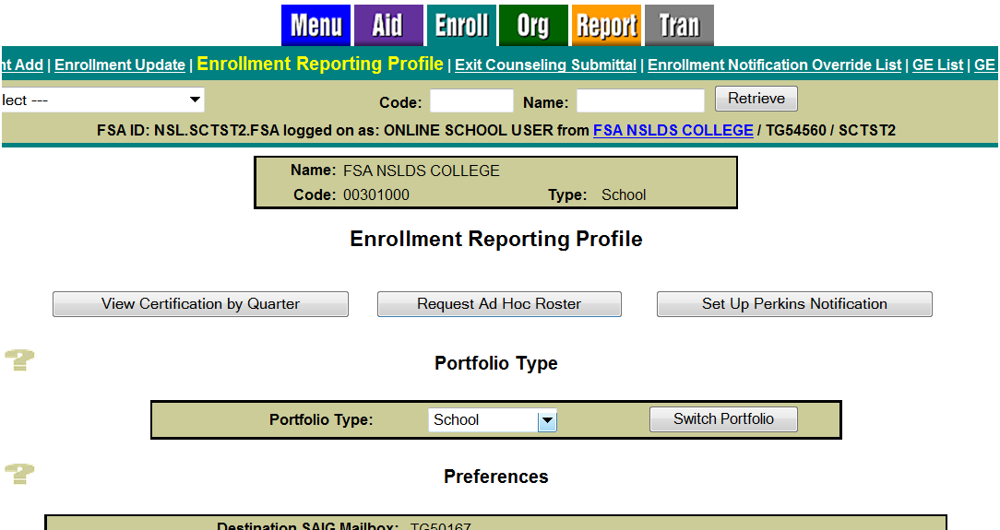 Menu Aid Enroll Org Report Tran
nt Add | Enrollment Update | Enrollment Reporting Profile | Exit Counseling Submittal | Enrollment Notification Override List | GE List | GE
lect --- Code: Name: Retrieve
FSA ID: NSL.SCTST2.FSA logged on as: ONLINE SCHOOL USER from FSA NSLDS COLLEGE / TG54560 / SCTST2
Name: FSA NSLDS COLLEGE
Code: 00301000 Type: School
Enrollment Reporting Profile
View Certification by Quarter Request Ad Hoc Roster Set Up Perkins Notification
?
Portfolio Type
Portfolio Type: School Switch Portfolio
?
Preferences
Destination SAIG Mailbox: TG50167